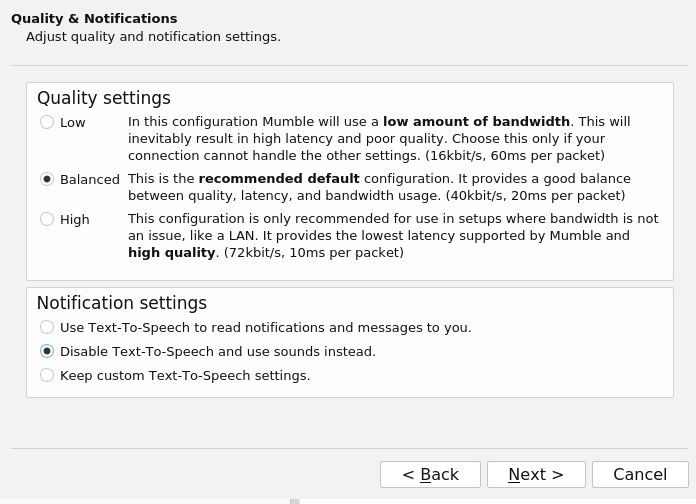 Quality & Notifications
Adjust quality and notification settings.
Quality settings
Low In this configuration Mumble will use a low amount of bandwidth. This will
inevitably result in high latency and poor quality. Choose this only if your
connection cannot handle the other settings. (16kbit/s, 60ms per packet)
Balanced This is the recommended default configuration. It provides a good balance
between quality, latency, and bandwidth usage. (40kbit/s, 20ms per packet)
High This configuration is only recommended for use in setups where bandwidth is not
an issue, like a LAN. It provides the lowest latency supported by Mumble and
high quality. (72kbit/s, 10ms per packet)
Notification settings
Use Text-To-Speech to read notifications and messages to you.
Disable Text-To-Speech and use sounds instead.
Keep custom Text-To-Speech settings.
< Back Next > Cancel